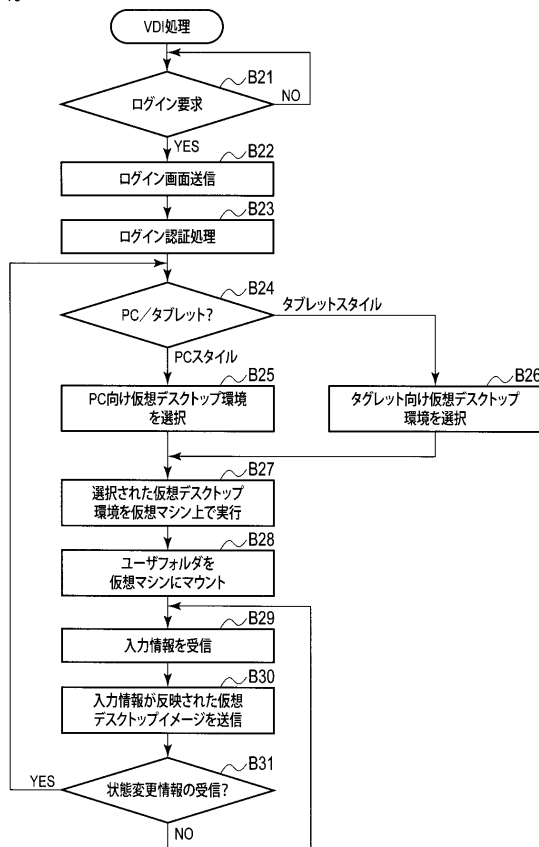 VDI処理
B21
ログイン要求
NO
YES
B22
ログイン画面送信
B23
ログイン認証処理
B24
PC/タブレット?
タブレットスタイル
PCスタイル
B25
PC向け仮想デスクトップ環境
を選択
B26
タグレット向け仮想デスクトップ
環境を選択
B27
選択された仮想デスクトップ
環境を仮想マシン上で実行
B28
ユーザフォルダを
仮想マシンにマウント
B29
入力情報を受信
B30
入力情報が反映された仮想
デスクトップイメージを送信
B31
YES
状態変更情報の受信?
NO